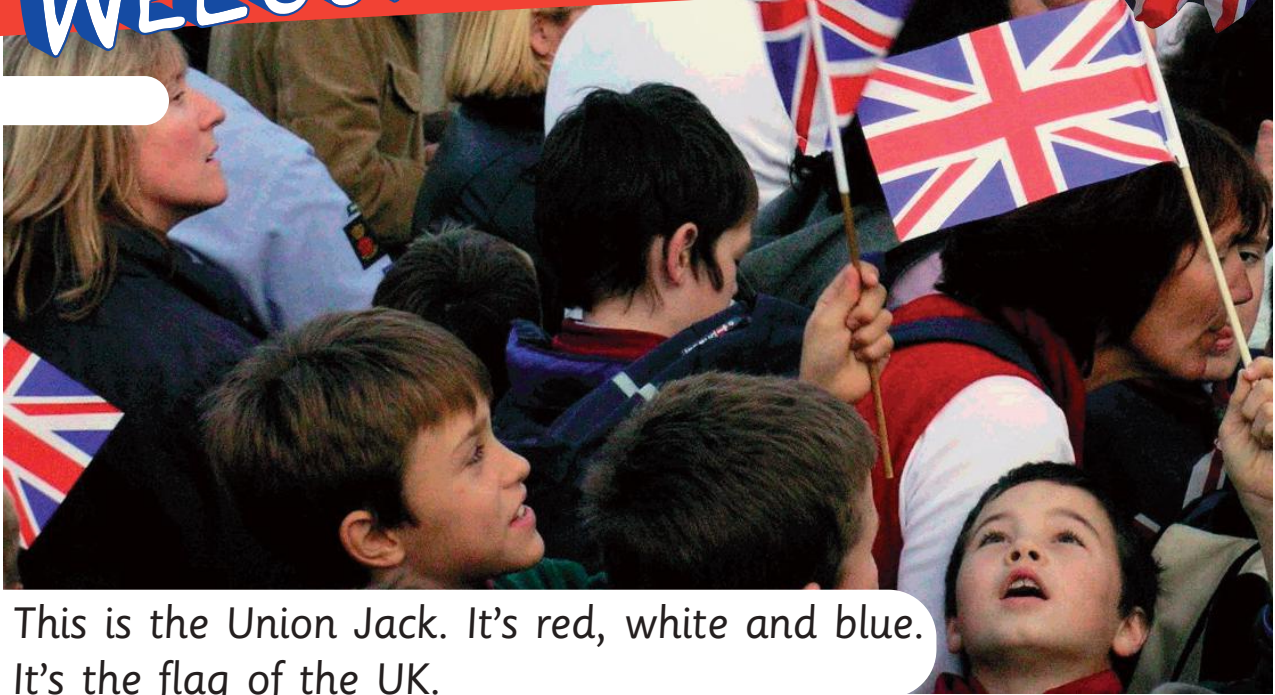 This is the Union Jack. It's red, white and blue.
It's the flag of the UK.